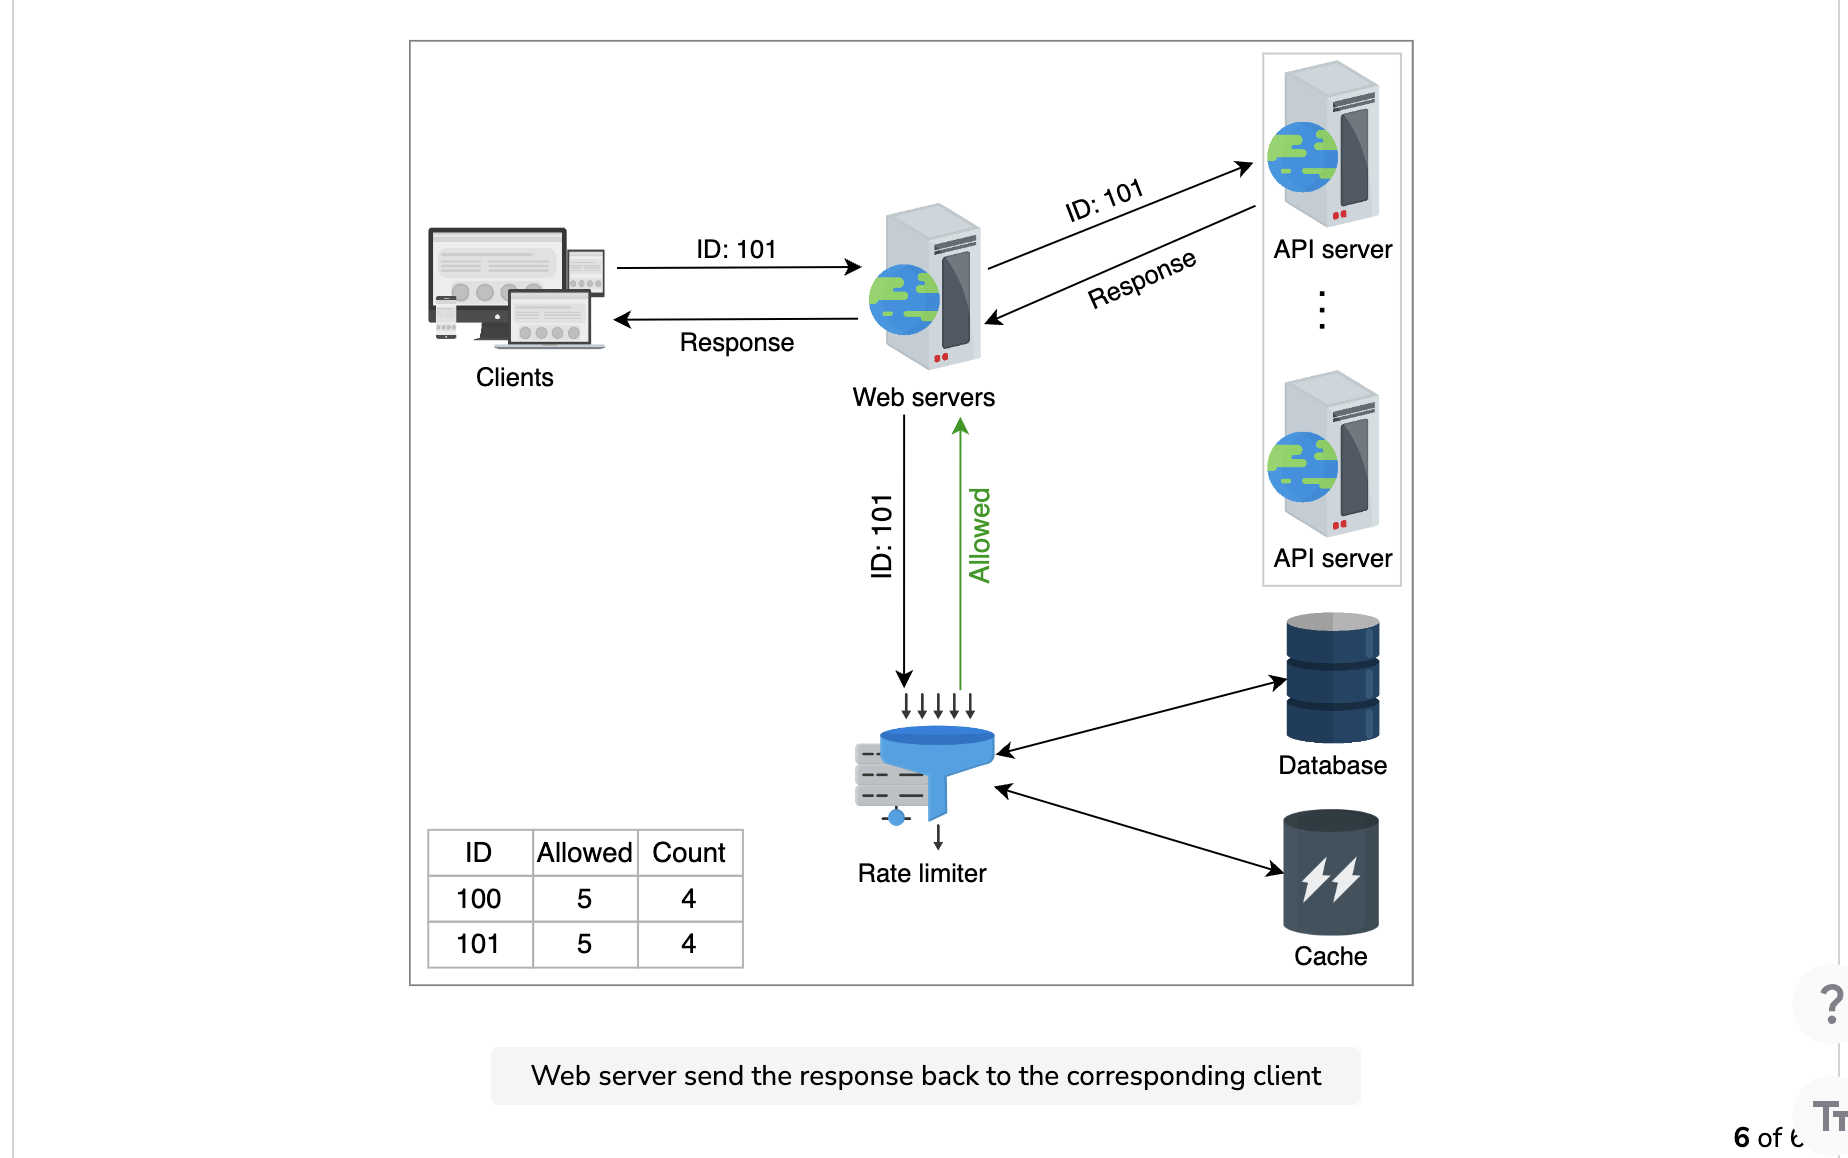 ID: 101
API server
ID: 101
Response
Response
Clients
Web servers
⋮
API server
ID: 101
Allowed
Database
Rate limiter
Cache
ID Allowed Count
100 5 4
101 5 4
Web server send the response back to the corresponding client
?
TT
6 of